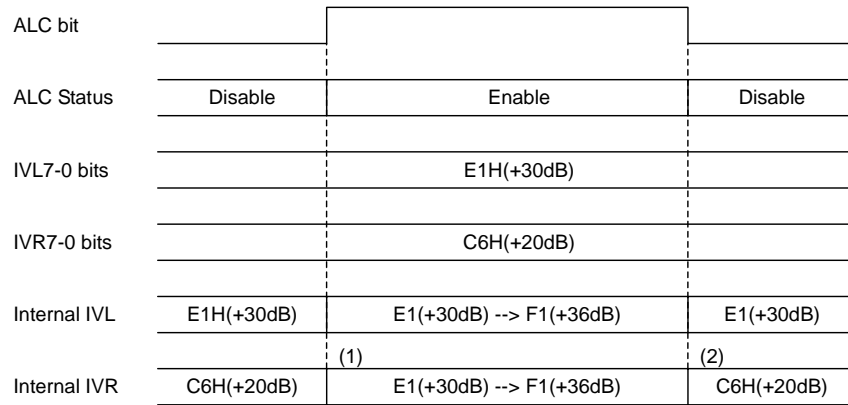 ALC bit
ALC Status Disable Enable Disable
IVL7-0 bits E1H(+30dB)
IVR7-0 bits C6H(+20dB)
Internal IVL E1H(+30dB) E1(+30dB) --> F1(+36dB) E1(+30dB)
(1) (2)
Internal IVR C6H(+20dB) E1(+30dB) --> F1(+36dB) C6H(+20dB)